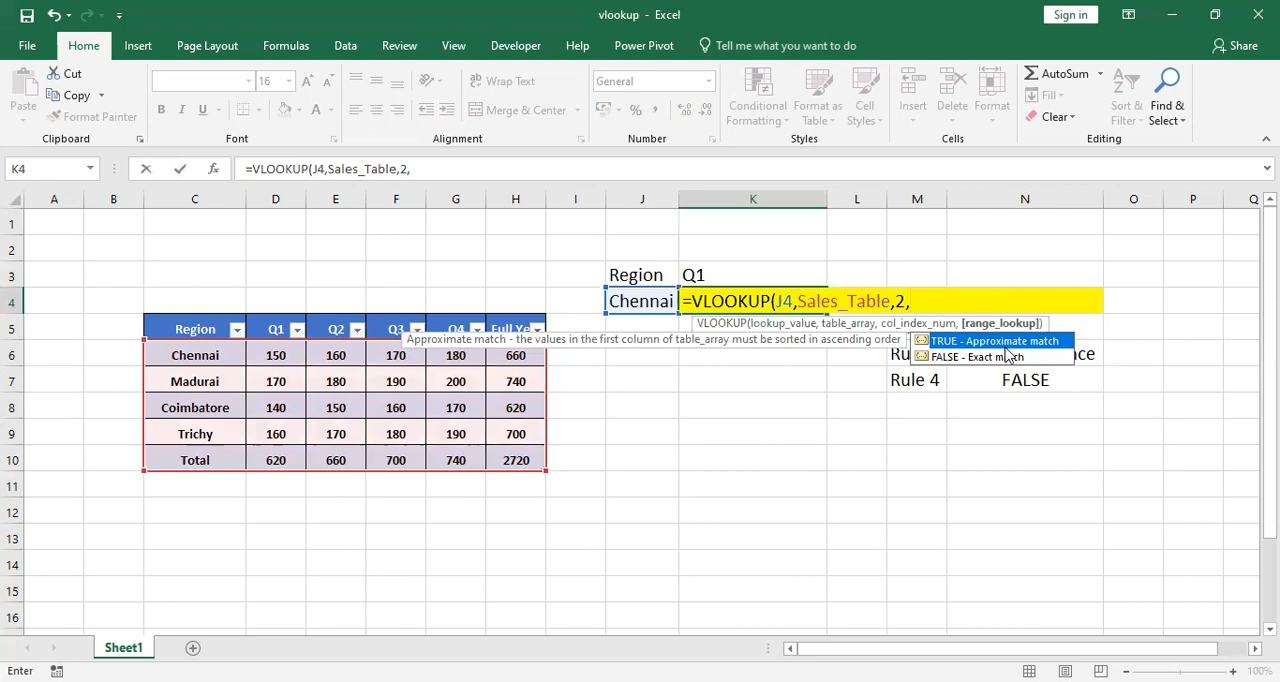 vlookup - Excel
Sign in
File Home Insert Page Layout Formulas Data Review View Developer Help Power Pivot Tell me what you want to do Share
Paste
Cut
Copy
Format Painter
Clipboard
16
A A
B I U A
Font
Wrap Text
Merge & Center
Alignment
General
%
Number
Conditional Formatting
Format as Table
Cell Styles
Styles
Insert Delete Format
Cells
AutoSum
Fill
Clear
Sort & Filter
Find & Select
Editing
K4 fx =VLOOKUP(J4,Sales_Table,2,
A B C D E F G H I J K L M N O P Q
1
2
3 Region Q1
4 Chennai =VLOOKUP(J4,Sales_Table,2,
VLOOKUP(lookup_value, table_array, col_index_num, [range_lookup])
5 Region Q1 Q2 Q3 Q4 Full Ye
Approximate match - the values in the first column of table_array must be sorted in ascending order
TRUE - Approximate match
FALSE - Exact match
6 Chennai 150 160 170 180 660
7 Madurai 170 180 190 200 740 Rule 4 FALSE
8 Coimbatore 140 150 160 170 620
9 Trichy 160 170 180 190 700
10 Total 620 660 700 740 2720
11
12
13
14
15
16
Sheet1
Enter
100%